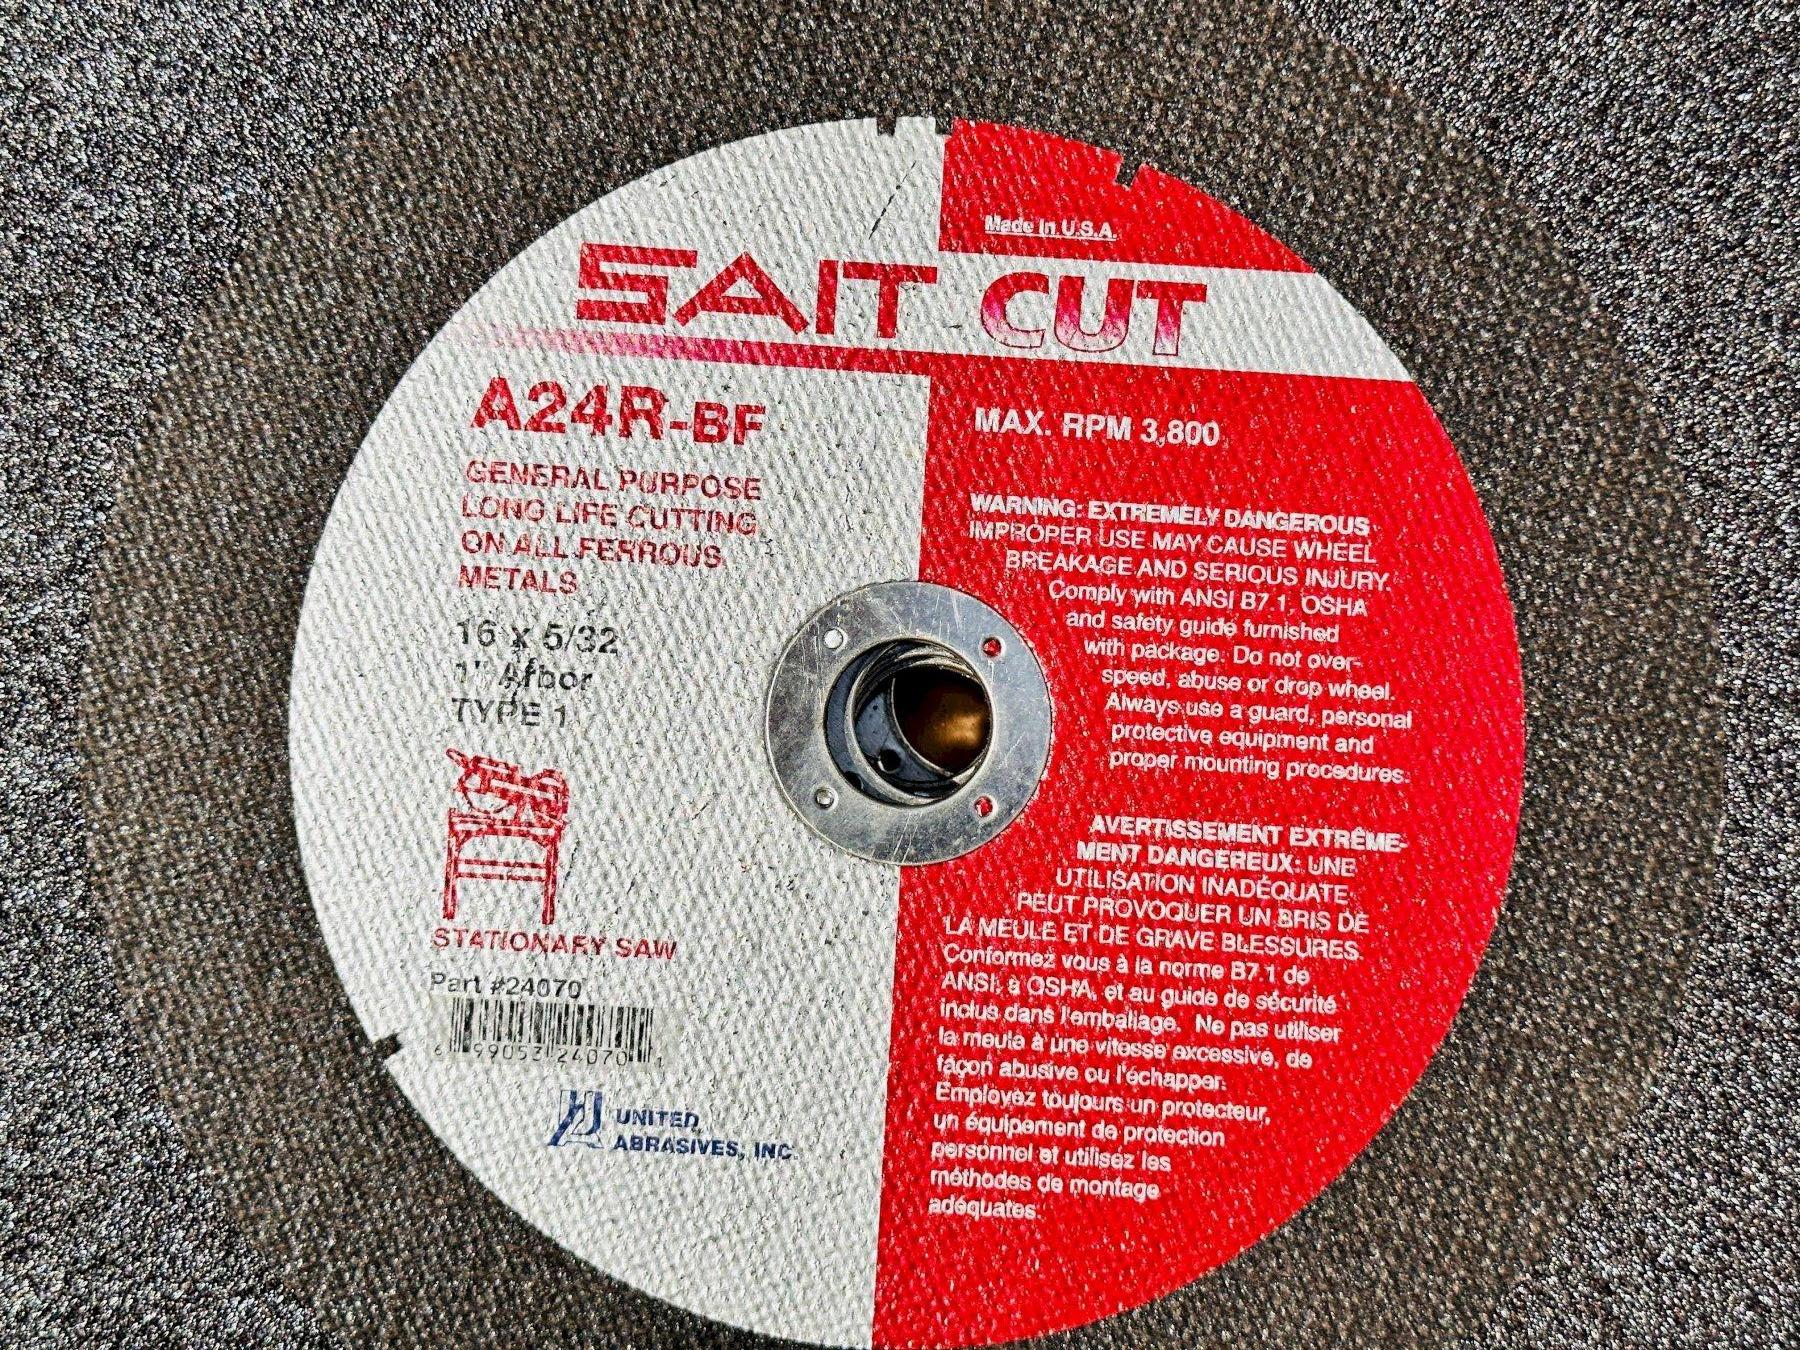 Made in U.S.A.
SAIT CUT
A24R-BF
GENERAL PURPOSE
LONG LIFE CUTTING
ON ALL FERROUS
METALS
16 x 5/32
1" Arbor
TYPE 1
STATIONARY SAW
Part #24070
6 99053 24070 1
UNITED
ABRASIVES, INC.
MAX. RPM 3,800
WARNING: EXTREMELY DANGEROUS
IMPROPER USE MAY CAUSE WHEEL
BREAKAGE AND SERIOUS INJURY.
Comply with ANSI B7.1, OSHA
and safety guide furnished
with package. Do not over-
speed, abuse or drop wheel.
Always use a guard, personal
protective equipment and
proper mounting procedures.
AVERTISSEMENT EXTRÊME-
MENT DANGEREUX: UNE
UTILISATION INADÉQUATE
PEUT PROVOQUER UN BRIS DE
LA MEULE ET DE GRAVE BLESSURES.
Conformez vous à la norme B7.1 de
ANSI, à OSHA, et au guide de sécurité
inclus dans l'emballage. Ne pas utiliser
la meule à une vitesse excessive, de
façon abusive ou l'échapper.
Employez toujours un protecteur,
un équipement de protection
personnel et utilisez les
méthodes de montage
adéquates.